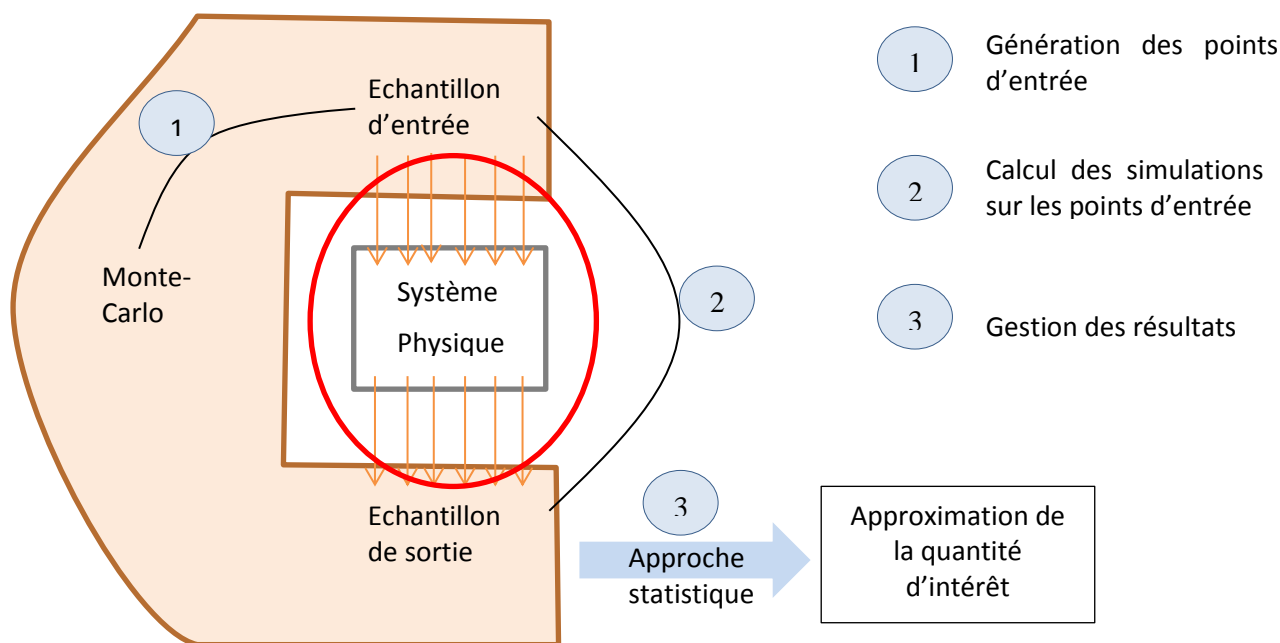 Echantillon
d’entrée
1
Monte-
Carlo
Système
Physique
2
Echantillon
de sortie
3
Approche
statistique
Approximation de
la quantité
d’intérêt
1
Génération des points
d’entrée
2
Calcul des simulations
sur les points d’entrée
3
Gestion des résultats